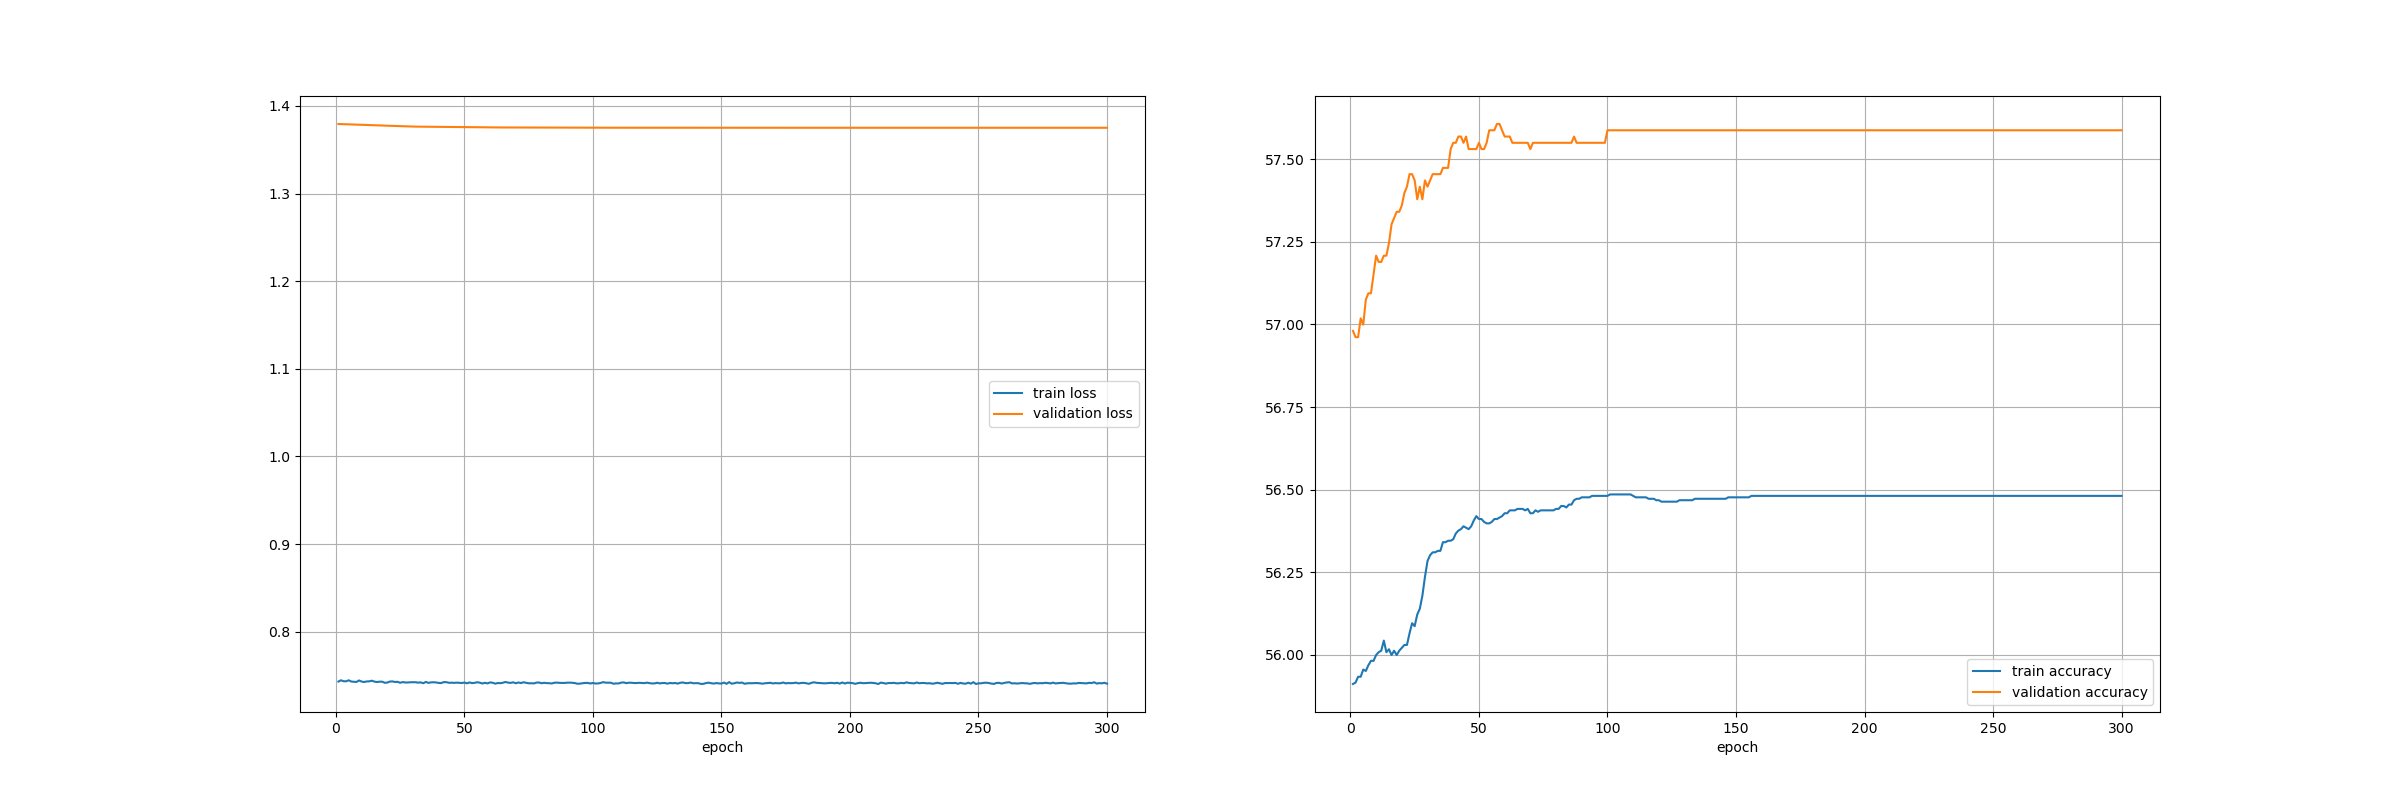 1.4
1.3
1.2
1.1
1.0
0.9
0.8
0 50 100 150 200 250 300
epoch
train loss
validation loss
57.50
57.25
57.00
56.75
56.50
56.25
56.00
0 50 100 150 200 250 300
epoch
train accuracy
validation accuracy